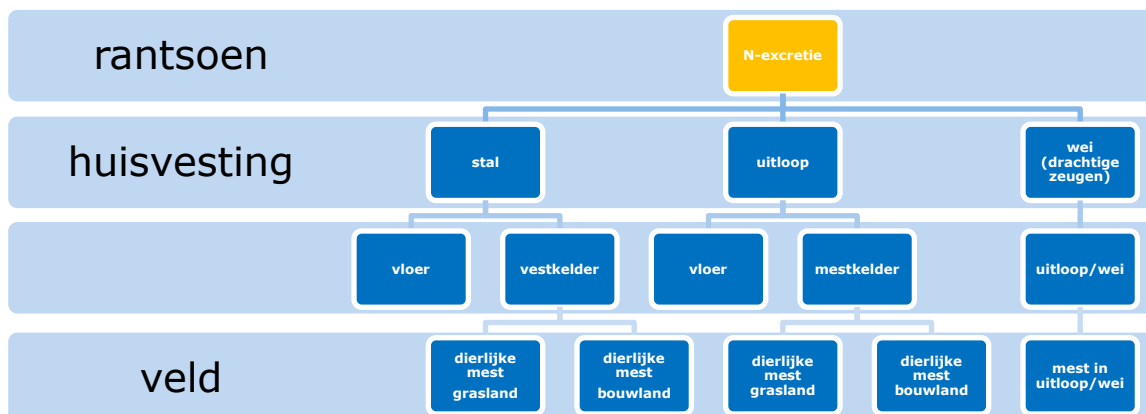 rantsoen
N-excretie
huisvesting
stal
uitloop
wei
(drachtige
zeugen)
vloer
vestkelder
vloer
mestkelder
uitloop/wei
veld
dierlijke
mest
grasland
dierlijke
mest
bouwland
dierlijke
mest
grasland
dierlijke
mest
bouwland
mest in
uitloop/wei